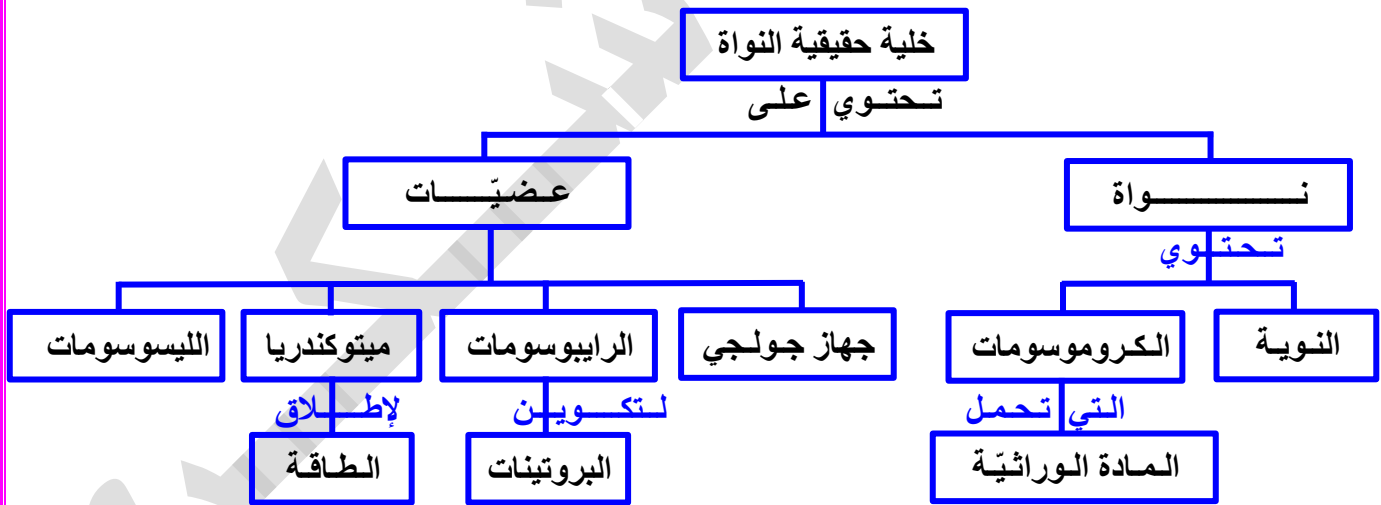 خلية حقيقية النواة
تحتوي على
نواة
عضيّات
تحتوي
النوية
الكروموسومات
جهاز جولجي
الرايبوسومات
ميتوكندريا
الليسوسومات
التي تحمل
لتكوين
لإطلاق
المادة الوراثيّة
البروتينات
الطاقة